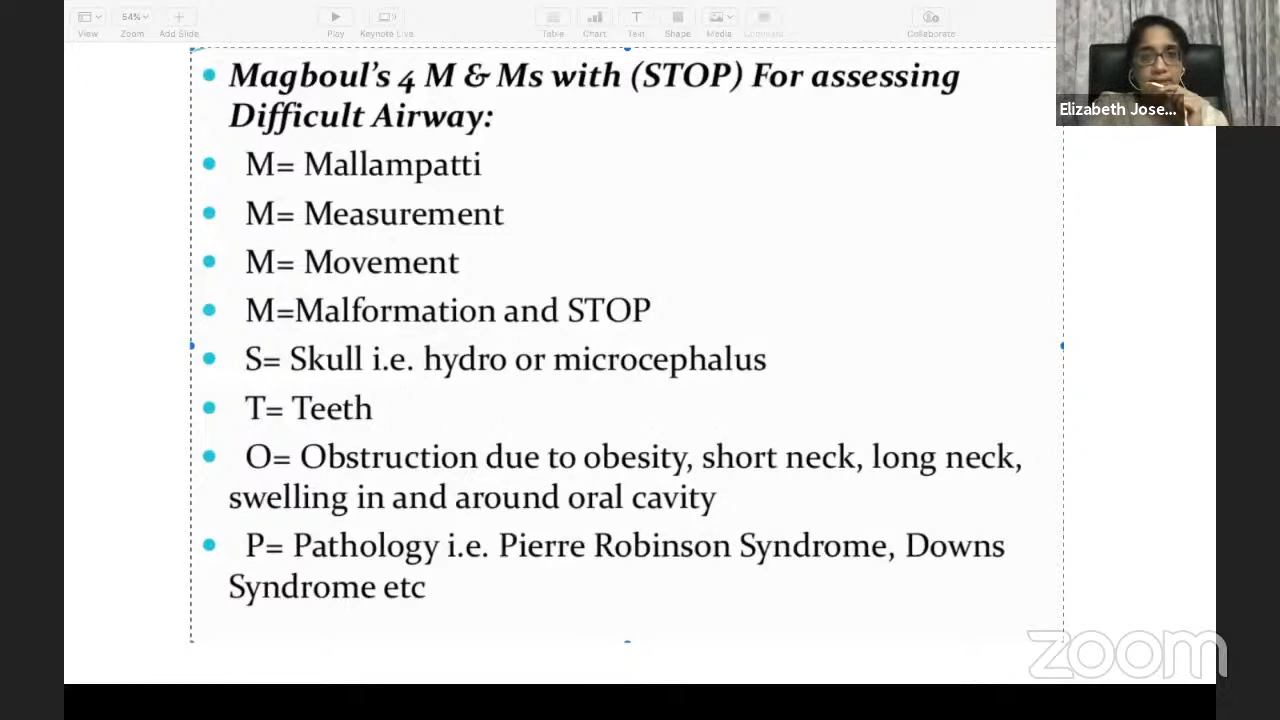 View
54%
Zoom
Add Slide
Play
Keynote Live
Table
Chart
Text
Shape
Media
Comment
Collaborate
Elizabeth Jose...
Magboul's 4 M & Ms with (STOP) For assessing
Difficult Airway:
M= Mallampatti
M= Measurement
M= Movement
M=Malformation and STOP
S= Skull i.e. hydro or microcephalus
T= Teeth
O= Obstruction due to obesity, short neck, long neck,
swelling in and around oral cavity
P= Pathology i.e. Pierre Robinson Syndrome, Downs
Syndrome etc
zoom